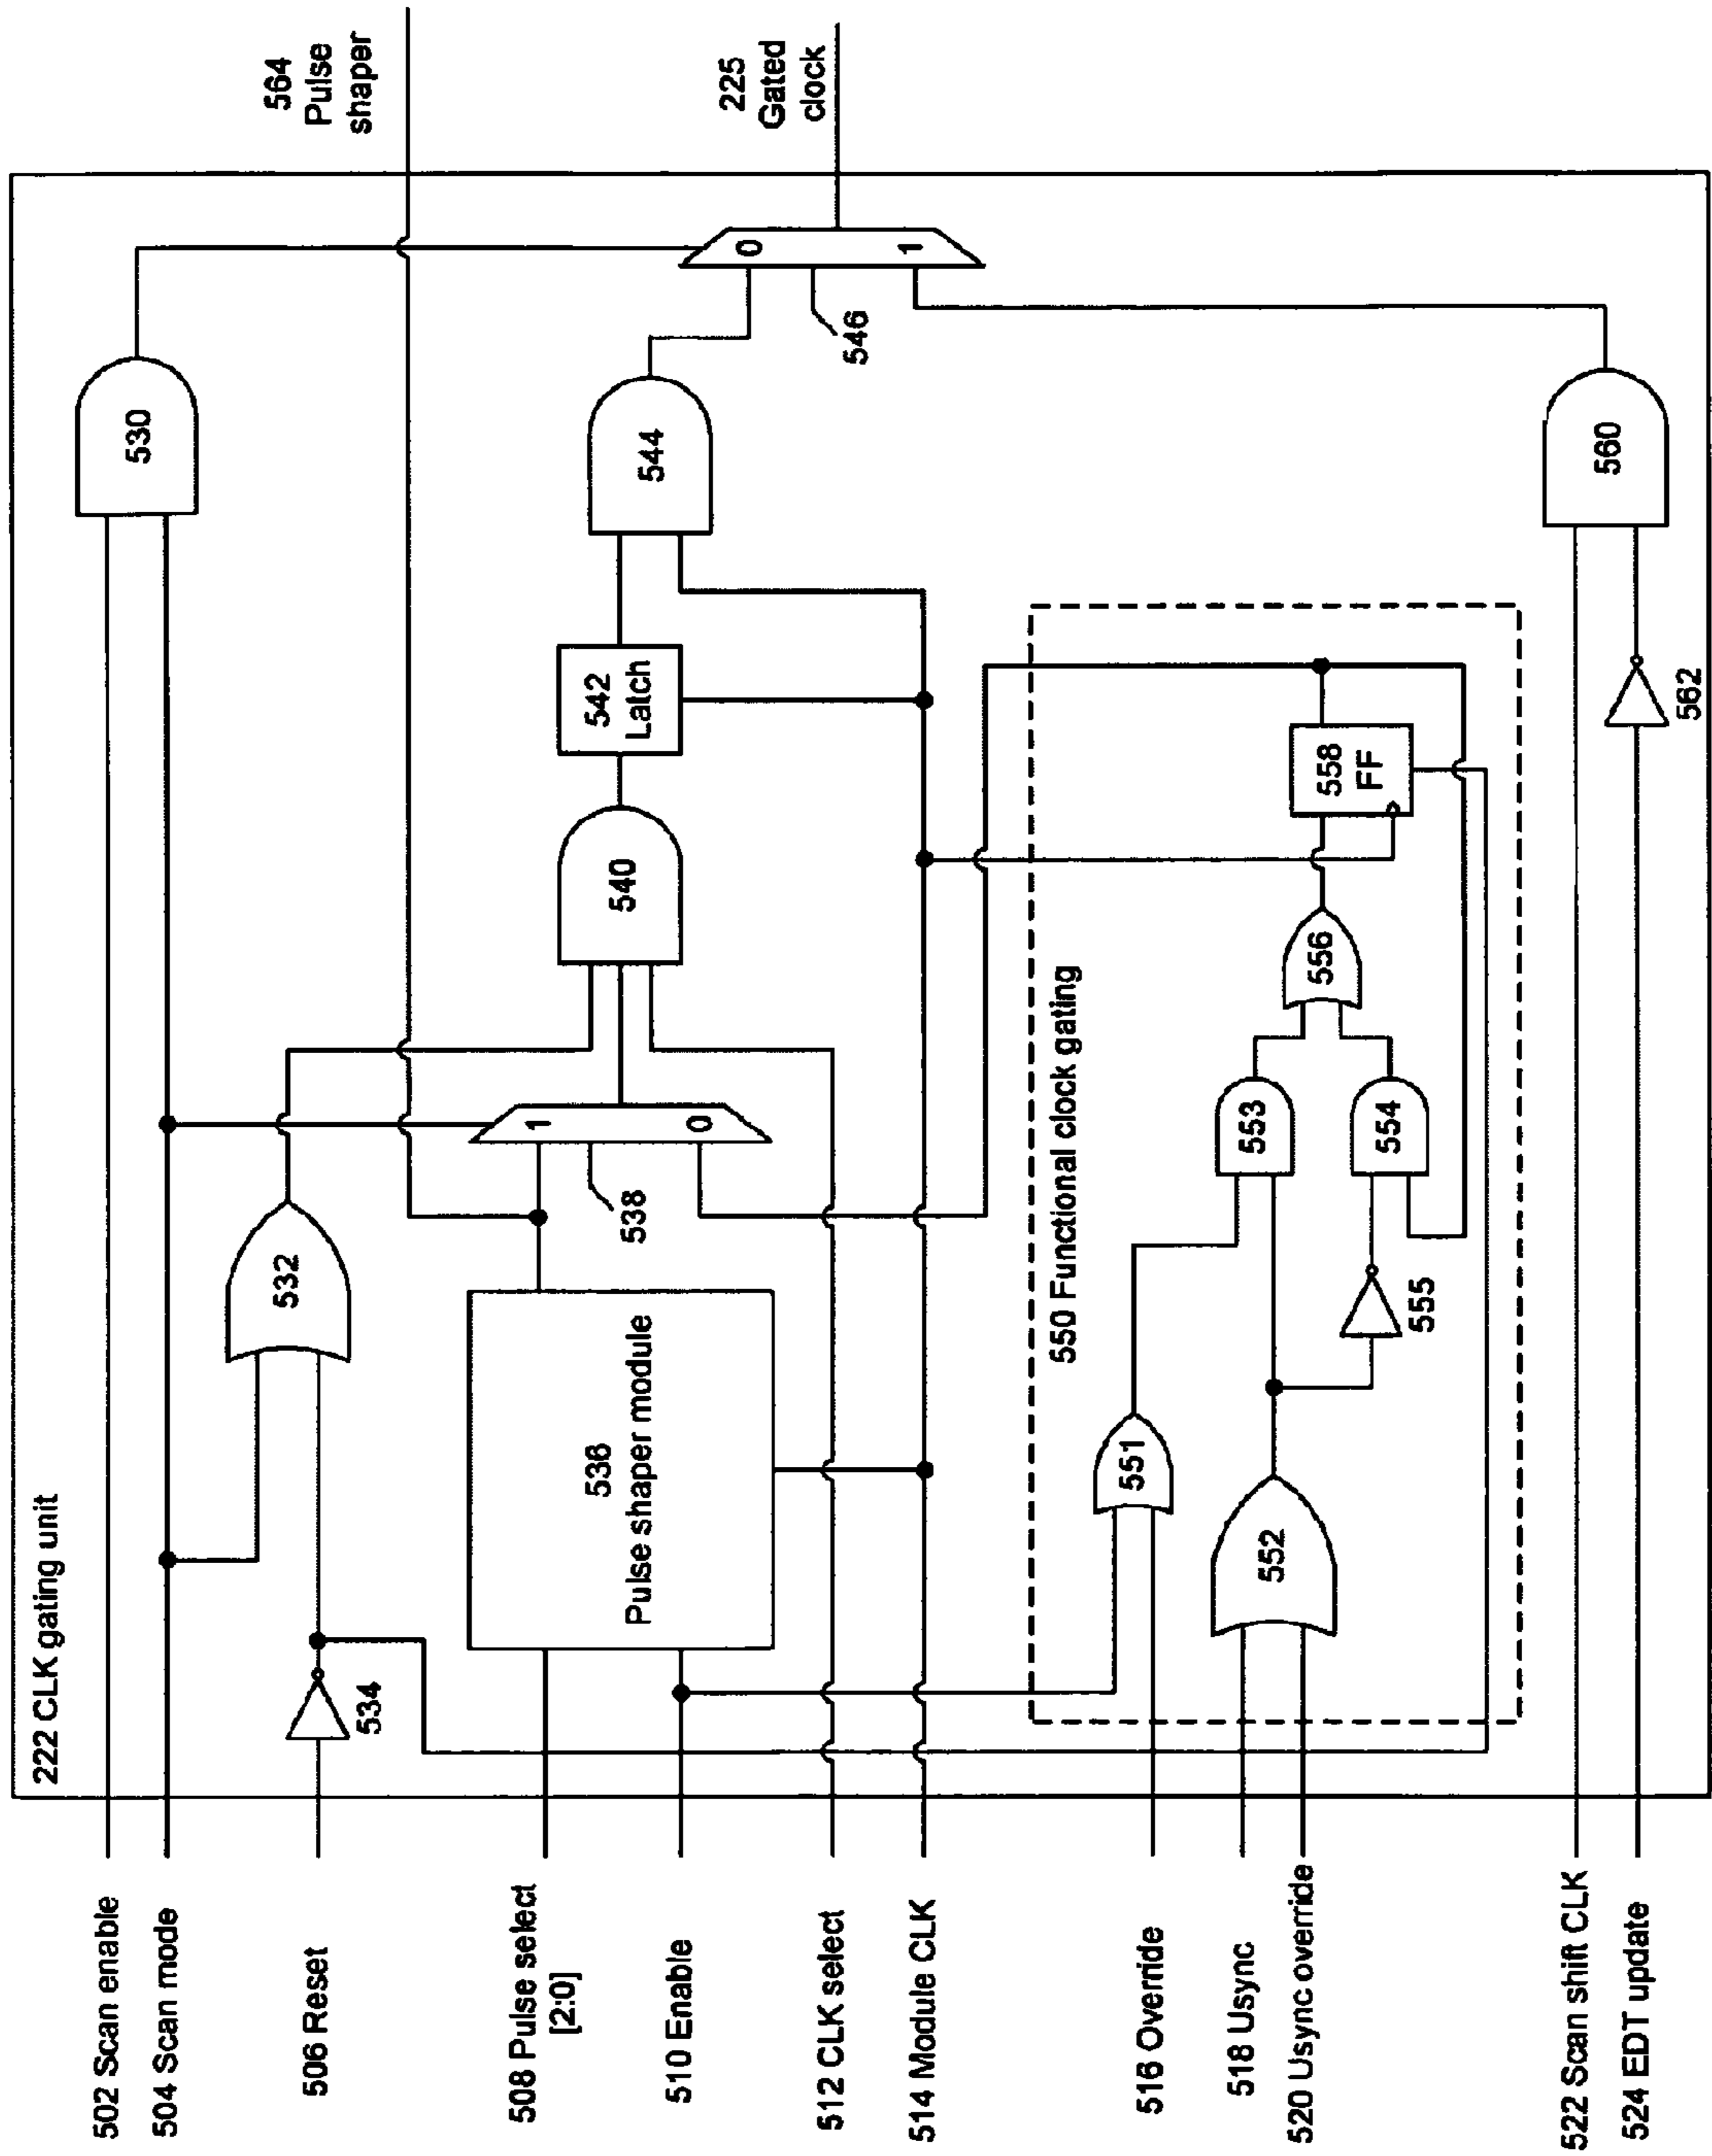 222 CLK gating unit
502 Scan enable
504 Scan mode
506 Reset
508 Pulse select
[2:0]
510 Enable
512 CLK select
514 Module CLK
516 Override
518 Usync
520 Usync override
522 Scan shift CLK
524 EDT update
534
532
536
Pulse shaper module
538
1
0
540
542
Latch
544
530
546
0
1
550 Functional clock gating
551
552
553
554
555
556
558
FF
560
562
564
Pulse
shaper
225
Gated
clock